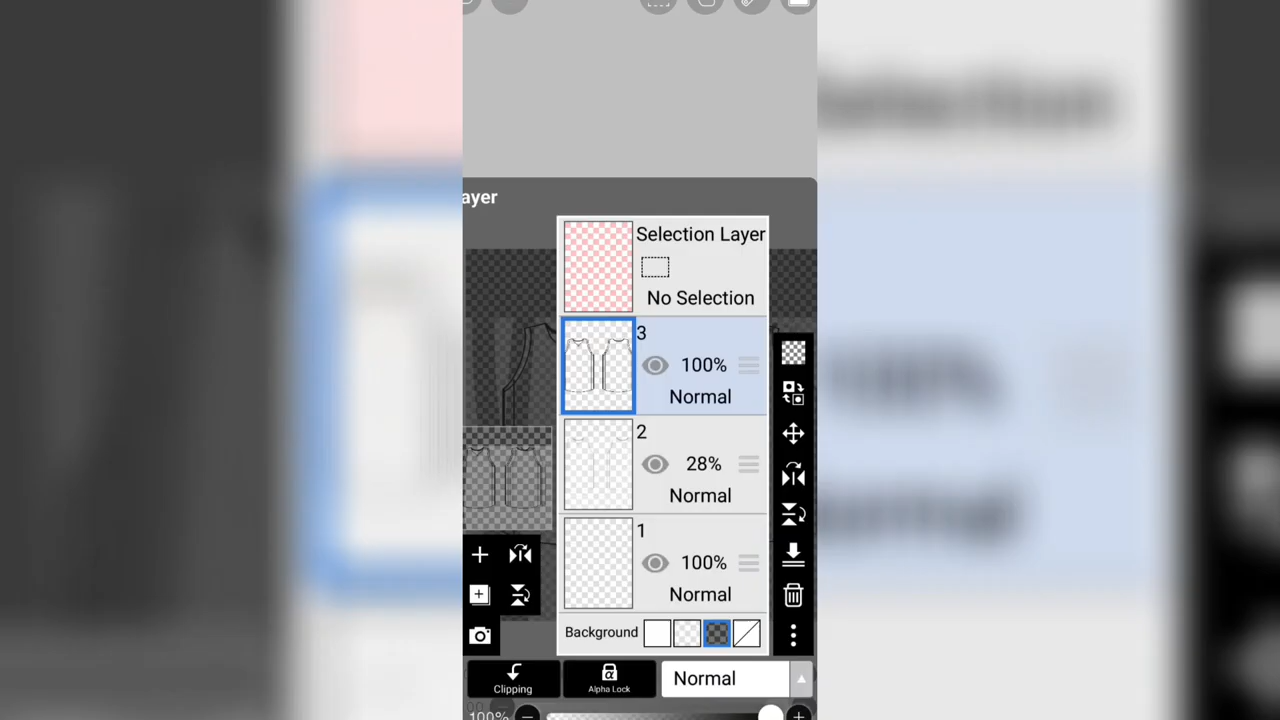 ayer
Selection Layer
No Selection
3
100%
Normal
2
28%
Normal
1
100%
Normal
Background
Clipping
α
Alpha Lock
Normal
100%